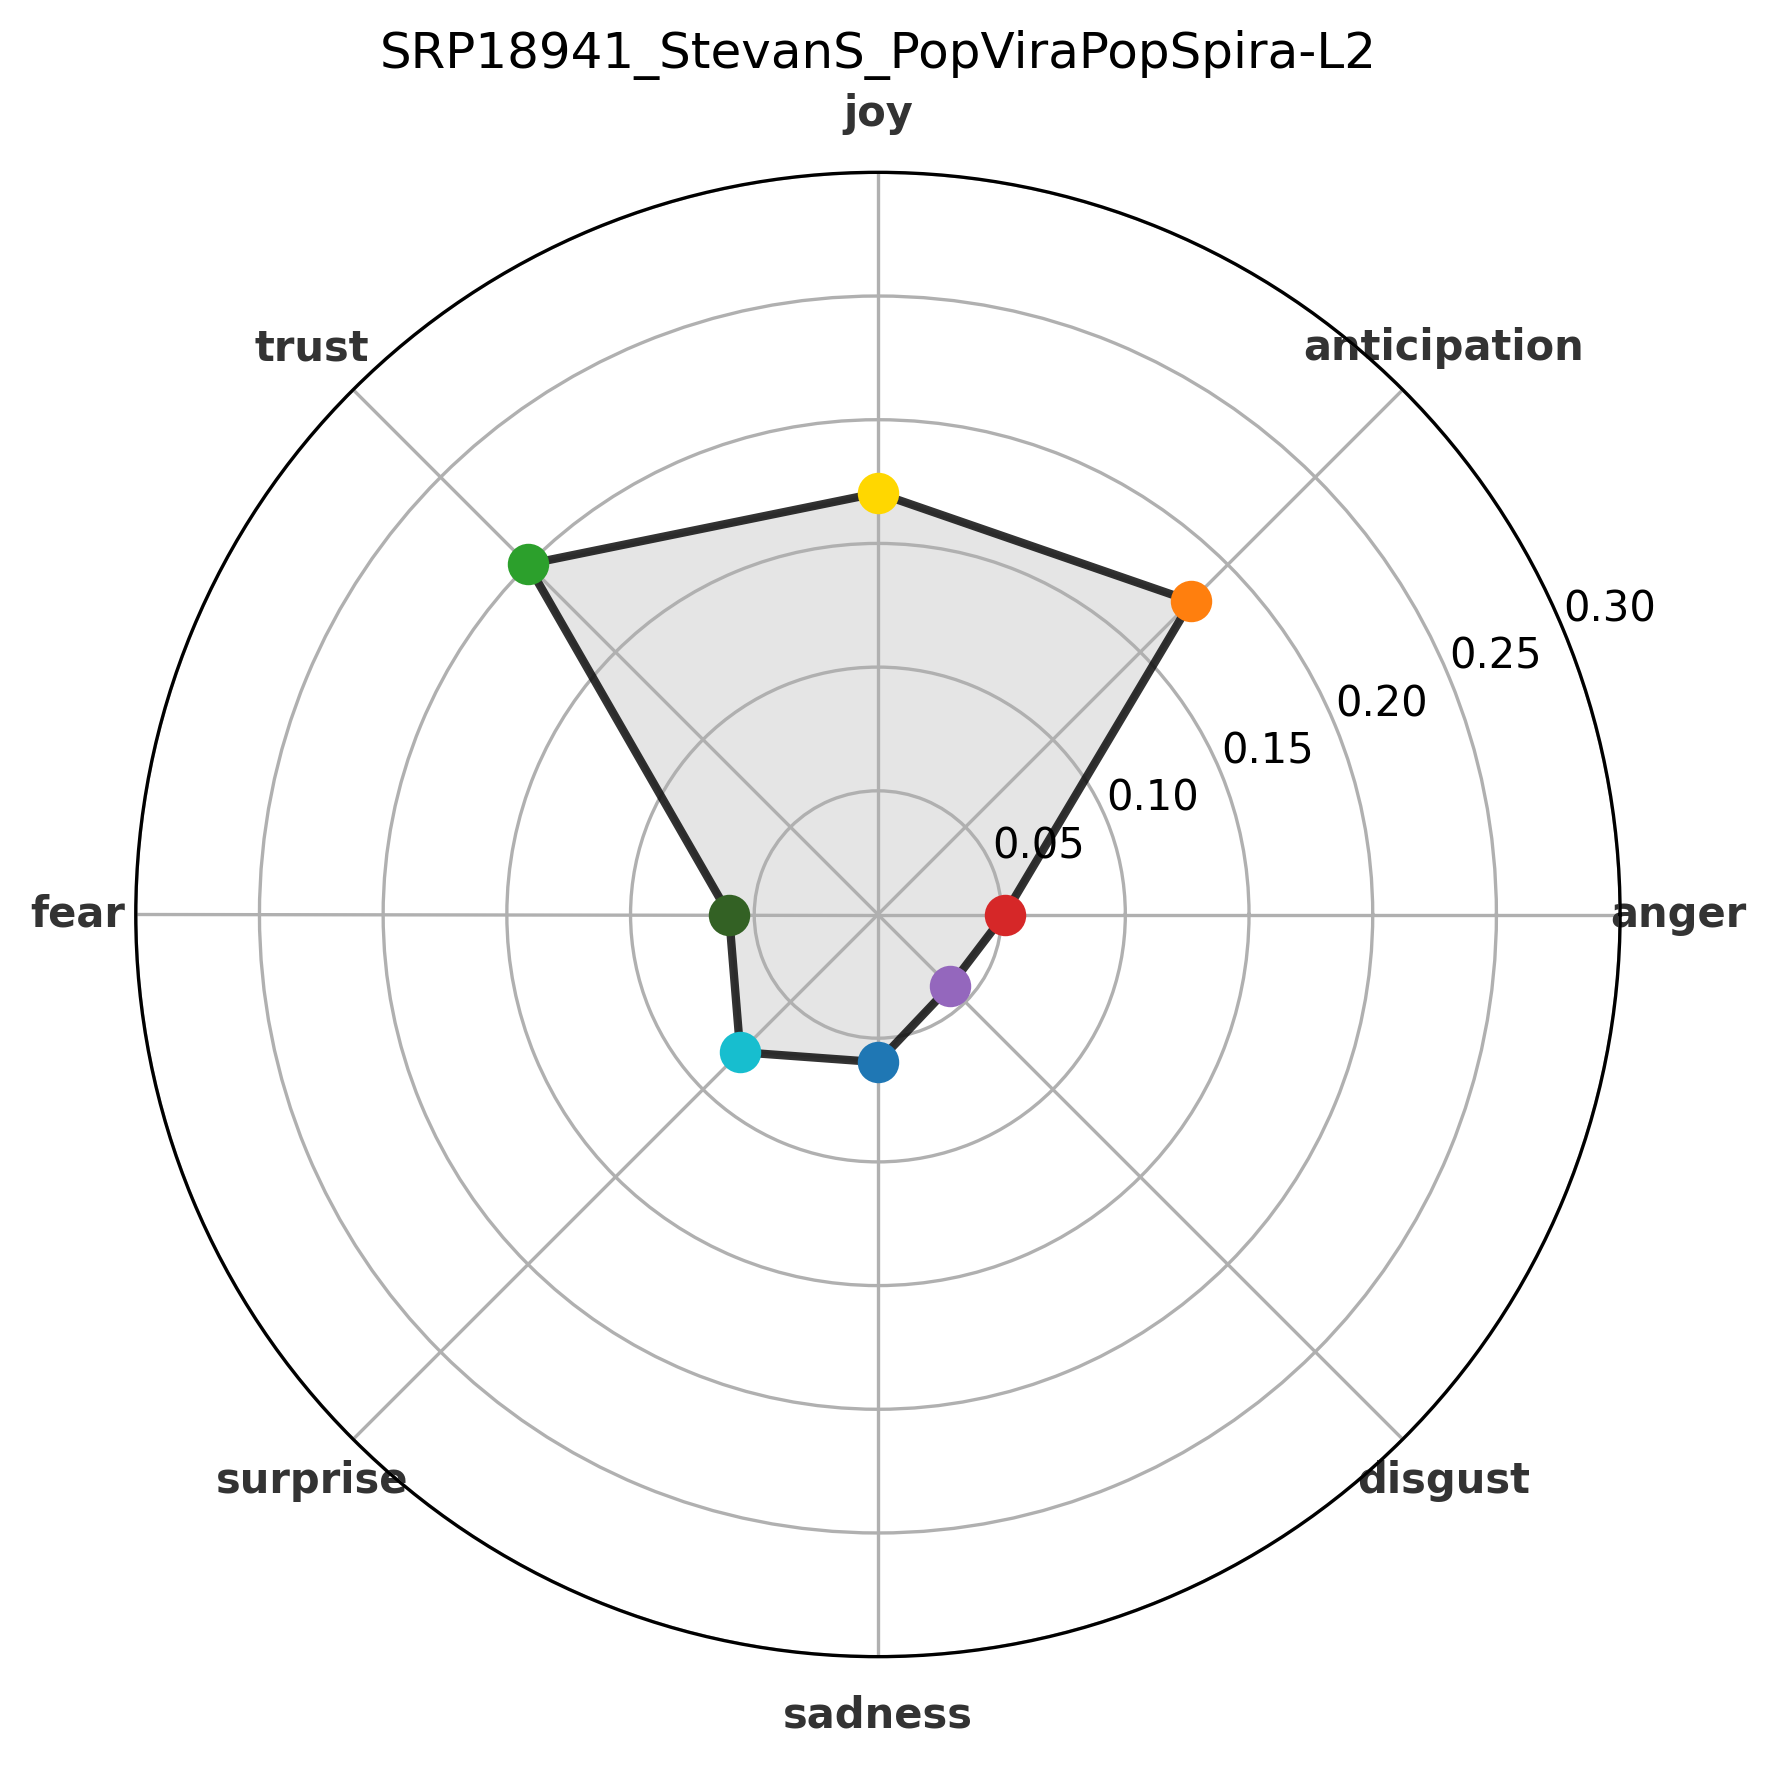 SRP18941_StevanS_PopViraPopSpira-L2
joy
trust
anticipation
0.30
0.25
0.20
0.15
0.10
0.05
fear
anger
surprise
disgust
sadness